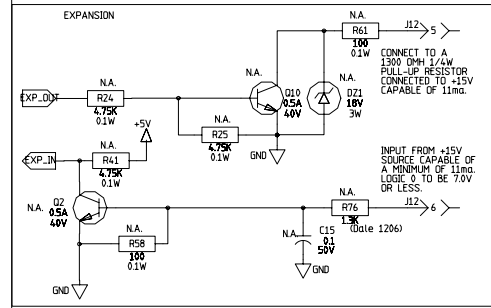 EXPANSION
N.A.
R61
100
0.1W
J12
5
CONNECT TO A
1300 OMH 1/4W
PULL-UP RESISTOR
CONNECTED TO +15V
CAPABLE OF 11ma.
N.A.
Q10
0.5A
40V
N.A.
DZ1
18V
3W
EXP_OUT
N.A.
R24
4.75K
0.1W
N.A.
R25
4.75K
0.1W
GND
+5V
EXP_IN
N.A.
R41
4.75K
0.1W
INPUT FROM +15V
SOURCE CAPABLE OF
A MINIMUM OF 11ma.
LOGIC 0 TO BE 7.0V
OR LESS.
Q2
N.A.
0.5A
40V
N.A.
R76
1.3K
(Dale 1206)
J12
6
N.A.
R58
100
0.1W
N.A.
C15
0.1
50V
GND
GND